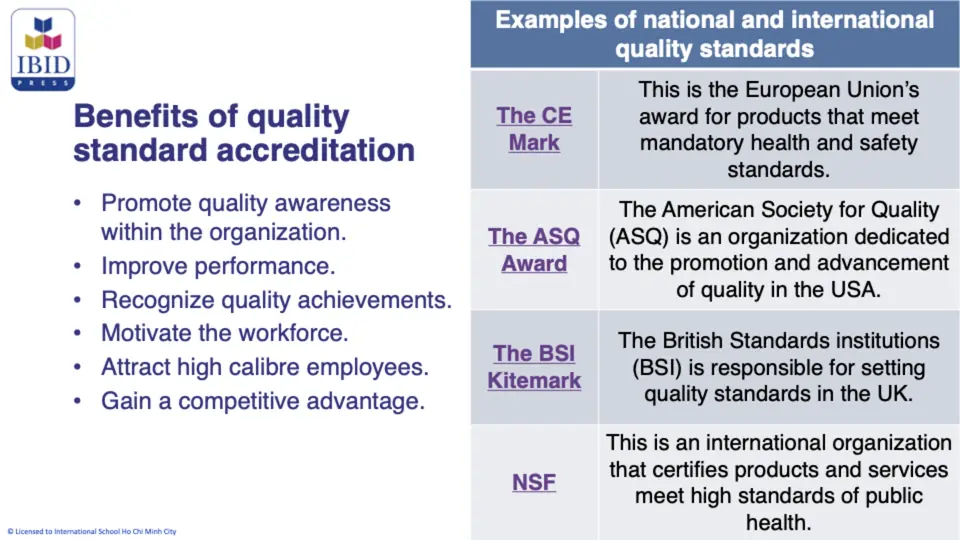 IBID
PRESS
Benefits of quality
standard accreditation
• Promote quality awareness
within the organization.
• Improve performance.
• Recognize quality achievements.
• Motivate the workforce.
• Attract high calibre employees.
• Gain a competitive advantage.
© Licensed to International School Ho Chi Minh City
Examples of national and international
quality standards
The CE
Mark
This is the European Union’s
award for products that meet
mandatory health and safety
standards.
The ASQ
Award
The American Society for Quality
(ASQ) is an organization dedicated
to the promotion and advancement
of quality in the USA.
The BSI
Kitemark
The British Standards institutions
(BSI) is responsible for setting
quality standards in the UK.
NSF
This is an international organization
that certifies products and services
meet high standards of public
health.